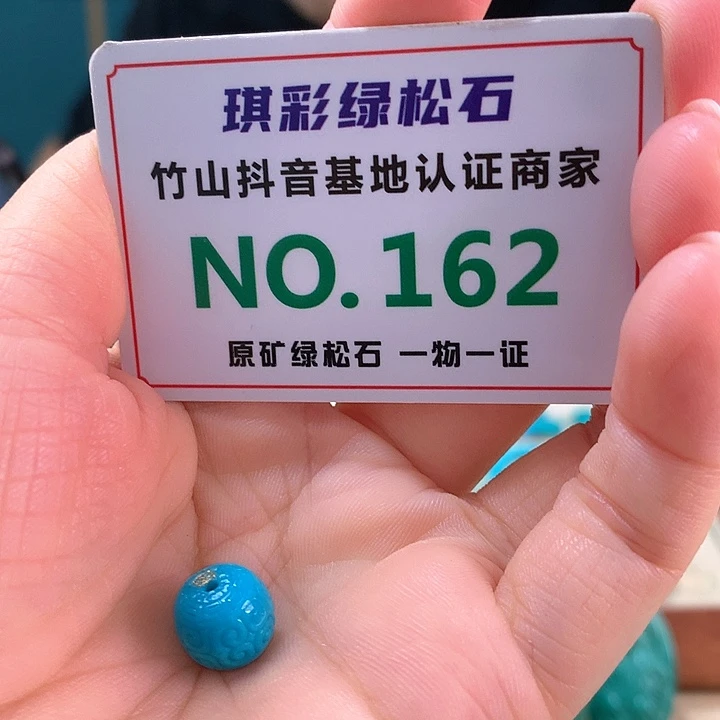 琪彩绿松石
竹山抖音基地认证商家
NO.162
原矿绿松石 一物一证